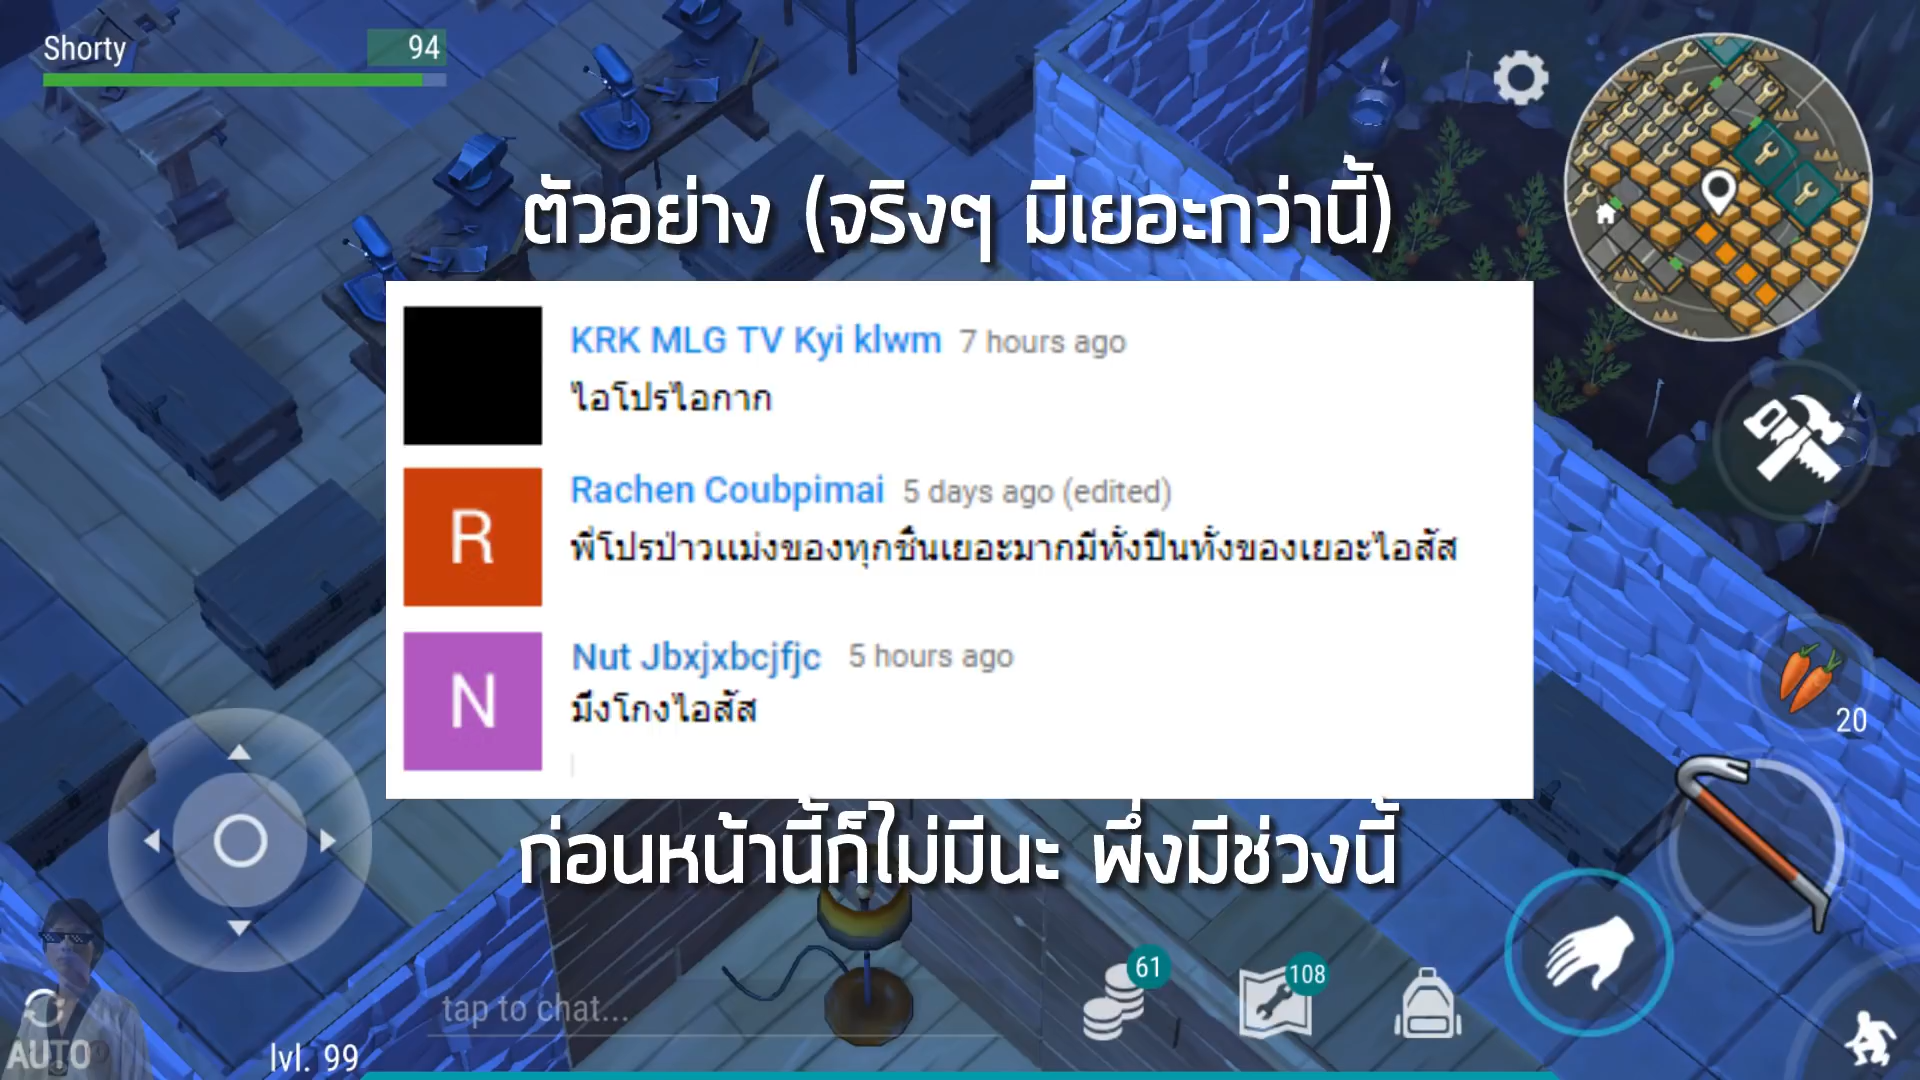 Shorty
94
ตัวอย่าง (จริงๆ มีเยอะกว่านี้)
KRK MLG TV Kyi klwm 7 hours ago
ไอโปรไอกาก
R
Rachen Coubpimai 5 days ago (edited)
พี่โปรป่าวแม่งของทุกชื้นเยอะมากมีทั้งปืนทั้งของเยอะไอสัส
N
Nut Jbxjxbcjfjc 5 hours ago
มึงโกงไอสัส
20
ก่อนหน้านี้ก็ไม่มีนะ พึ่งมีช่วงนี้
61
108
tap to chat...
AUTO
lvl. 99